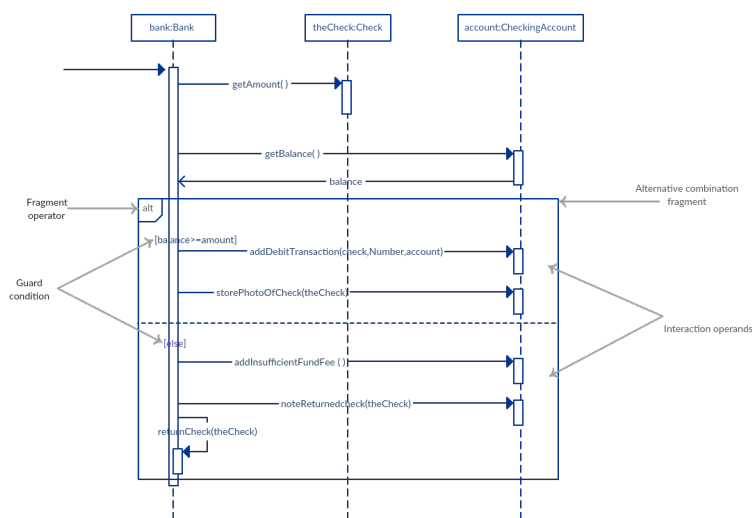 bank:Bank
theCheck:Check
account:CheckingAccount
getAmount( )
getBalance( )
balance
Alternative combination
fragment
Fragment
operator
alt
[balance>=amount]
addDebitTransaction(check,Number,account)
Guard
condition
storePhotoOfCheck(theCheck)
Interaction operands
[else]
addInsufficientFundFee ( )
noteReturnedcheck(theCheck)
returnCheck(theCheck)